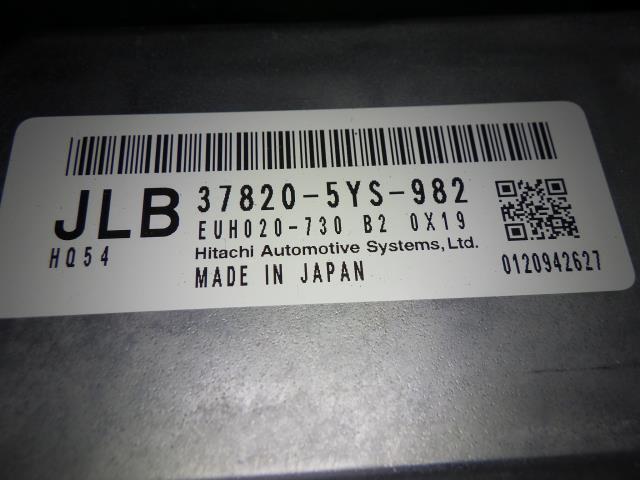 JLB 37820-5YS-982
EUH020-730 B2 0X19
HQ54
Hitachi Automotive Systems, Ltd.
MADE IN JAPAN
0120942627